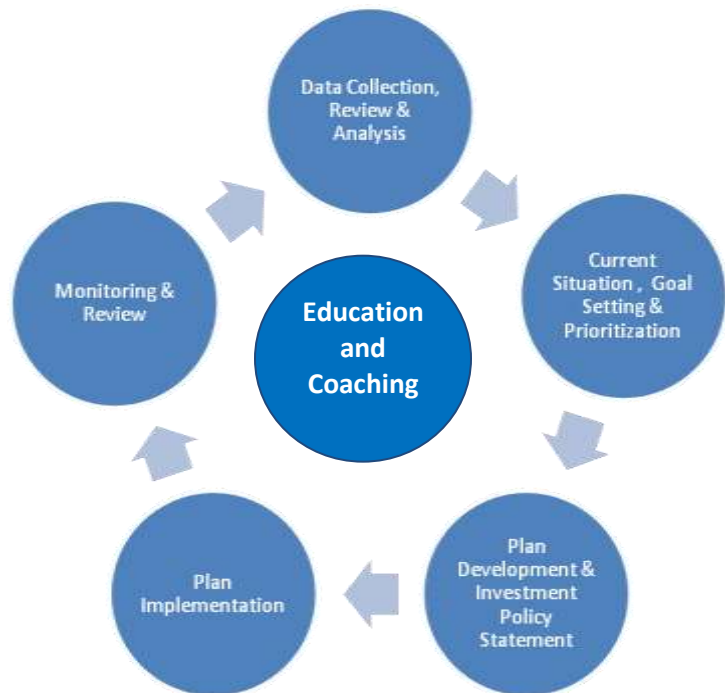 Data Collection,
Review &
Analysis
Current
Situation , Goal
Setting &
Prioritization
Plan
Development &
Investment
Policy
Statement
Plan
Implementation
Monitoring &
Review
Education
and
Coaching